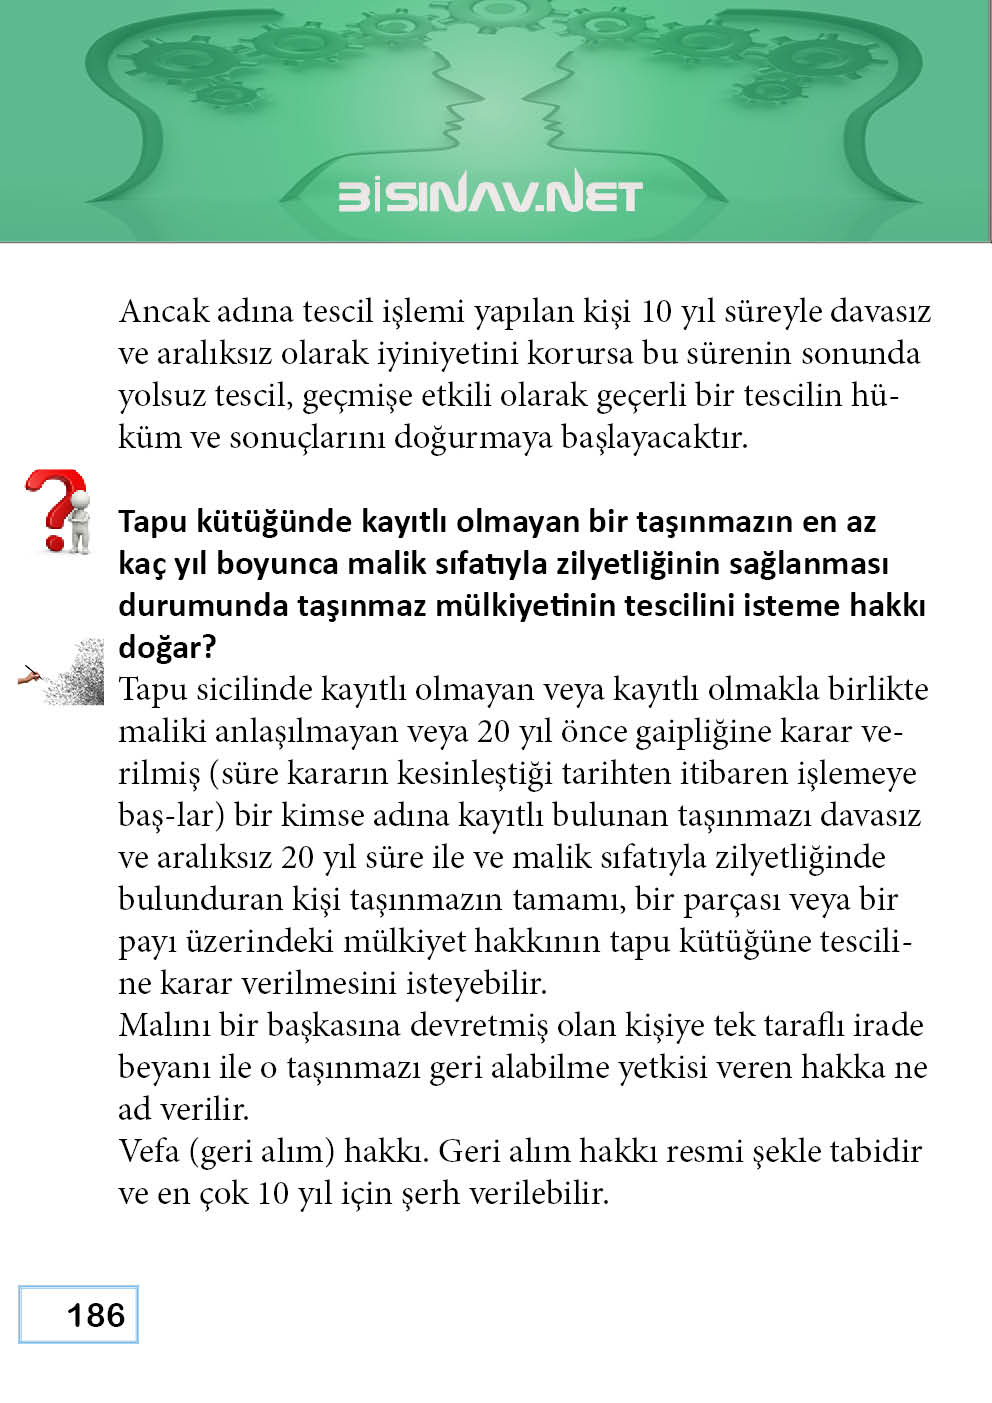 BİSINAV.NET
Ancak adına tescil işlemi yapılan kişi 10 yıl süreyle davasız
ve aralıksız olarak iyiniyetini korursa bu sürenin sonunda
yolsuz tescil, geçmişe etkili olarak geçerli bir tescilin hü-
küm ve sonuçlarını doğurmaya başlayacaktır.
Tapu kütüğünde kayıtlı olmayan bir taşınmazın en az
kaç yıl boyunca malik sıfatıyla zilyetliğinin sağlanması
durumunda taşınmaz mülkiyetinin tescilini isteme hakkı
doğar?
Tapu sicilinde kayıtlı olmayan veya kayıtlı olmakla birlikte
maliki anlaşılmayan veya 20 yıl önce gaipliğine karar ve-
rilmiş (süre kararın kesinleştiği tarihten itibaren işlemeye
baş-lar) bir kimse adına kayıtlı bulunan taşınmazı davasız
ve aralıksız 20 yıl süre ile ve malik sıfatıyla zilyetliğinde
bulunduran kişi taşınmazın tamamı, bir parçası veya bir
payı üzerindeki mülkiyet hakkının tapu kütüğüne tescili-
ne karar verilmesini isteyebilir.
Malını bir başkasına devretmiş olan kişiye tek taraflı irade
beyanı ile o taşınmazı geri alabilme yetkisi veren hakka ne
ad verilir.
Vefa (geri alım) hakkı. Geri alım hakkı resmi şekle tabidir
ve en çok 10 yıl için şerh verilebilir.
186